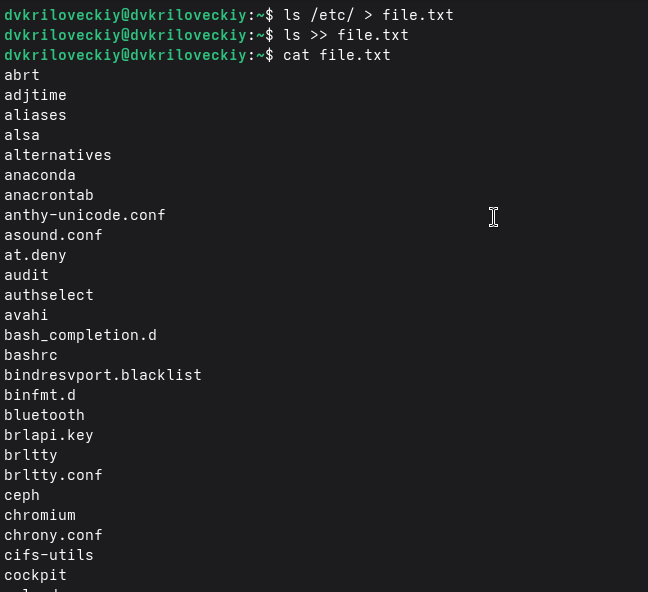 dvkriloveckiy@dvkriloveckiy:~$ ls /etc/ > file.txt
dvkriloveckiy@dvkriloveckiy:~$ ls >> file.txt
dvkriloveckiy@dvkriloveckiy:~$ cat file.txt
abrt
adjtime
aliases
alsa
alternatives
anaconda
anacrontab
anthy-unicode.conf
asound.conf
at.deny
audit
authselect
avahi
bash_completion.d
bashrc
bindresvport.blacklist
binfmt.d
bluetooth
brlapi.key
brltty
brltty.conf
ceph
chromium
chrony.conf
cifs-utils
cockpit